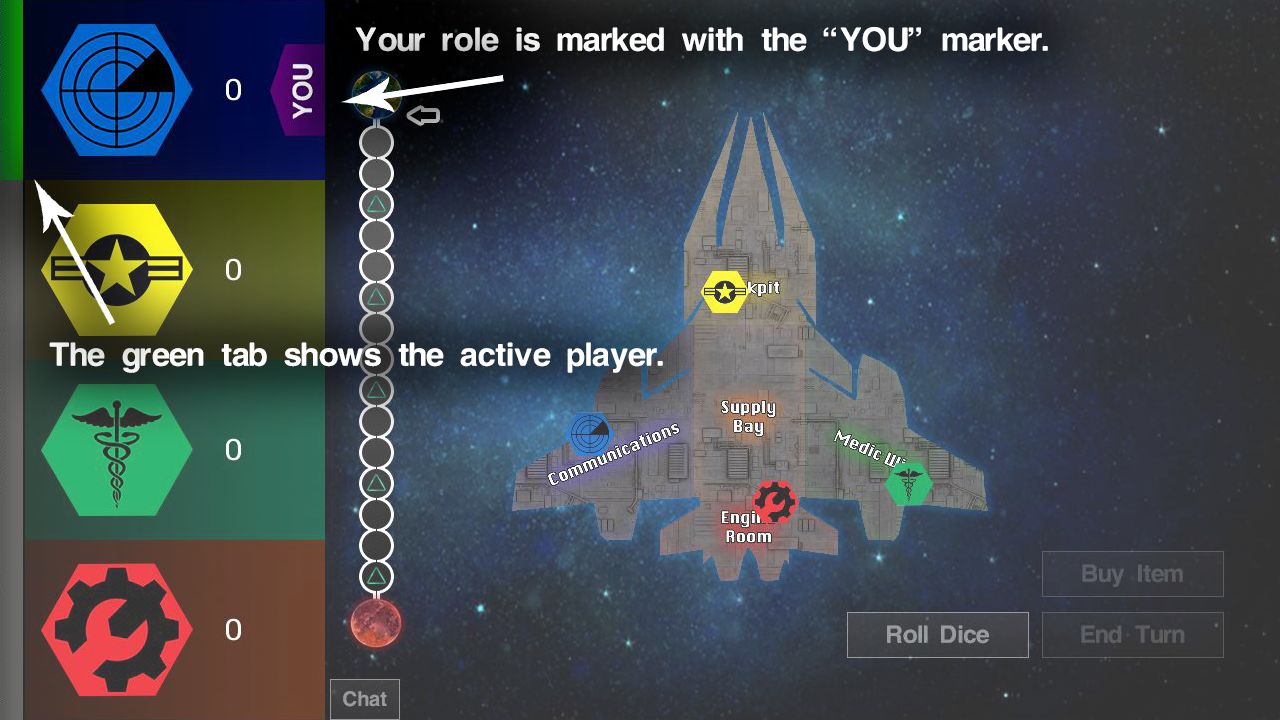 Your role is marked with the “YOU” marker.
0
YOU
0
kpit
The green tab shows the active player.
Supply
Bay
Communications
Medic Wi
0
Engi
Room
Buy Item
0
Roll Dice
End Turn
Chat